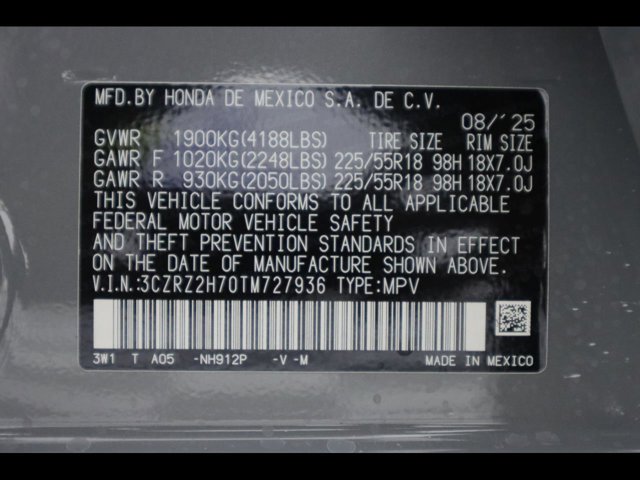 MFD.BY HONDA DE MEXICO S.A. DE C.V.
08/'25
GVWR 1900KG(4188LBS) TIRE SIZE RIM SIZE
GAWR F 1020KG(2248LBS) 225/55R18 98H 18X7.0J
GAWR R 930KG(2050LBS) 225/55R18 98H 18X7.0J
THIS VEHICLE CONFORMS TO ALL APPLICABLE
FEDERAL MOTOR VEHICLE SAFETY
AND THEFT PREVENTION STANDARDS IN EFFECT
ON THE DATE OF MANUFACTURE SHOWN ABOVE.
V.I.N.:3CZRZ2H70TM727936 TYPE:MPV
3W1 T A05 -NH912P -V -M MADE IN MEXICO